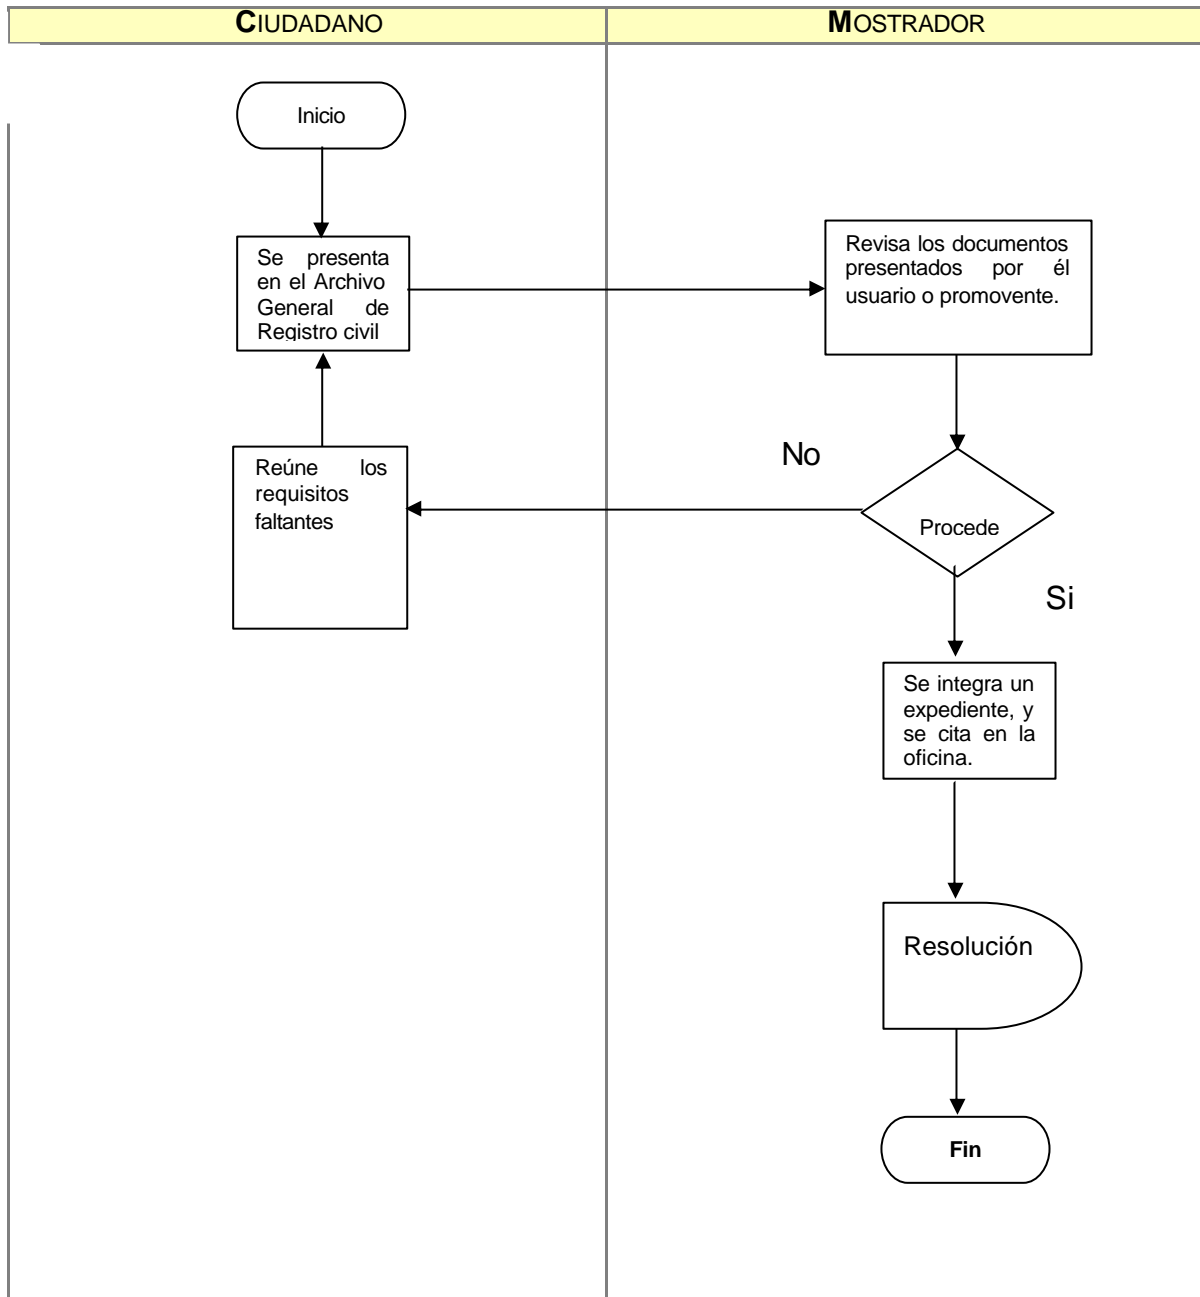 CIUDADANO
MOSTRADOR
Inicio
Se presenta
en el Archivo
General de
Registro civil
Revisa los documentos
presentados por él
usuario o promovente.
Reúne los
requisitos
faltantes
No
Procede
Si
Se integra un
expediente, y
se cita en la
oficina.
Resolución
Fin